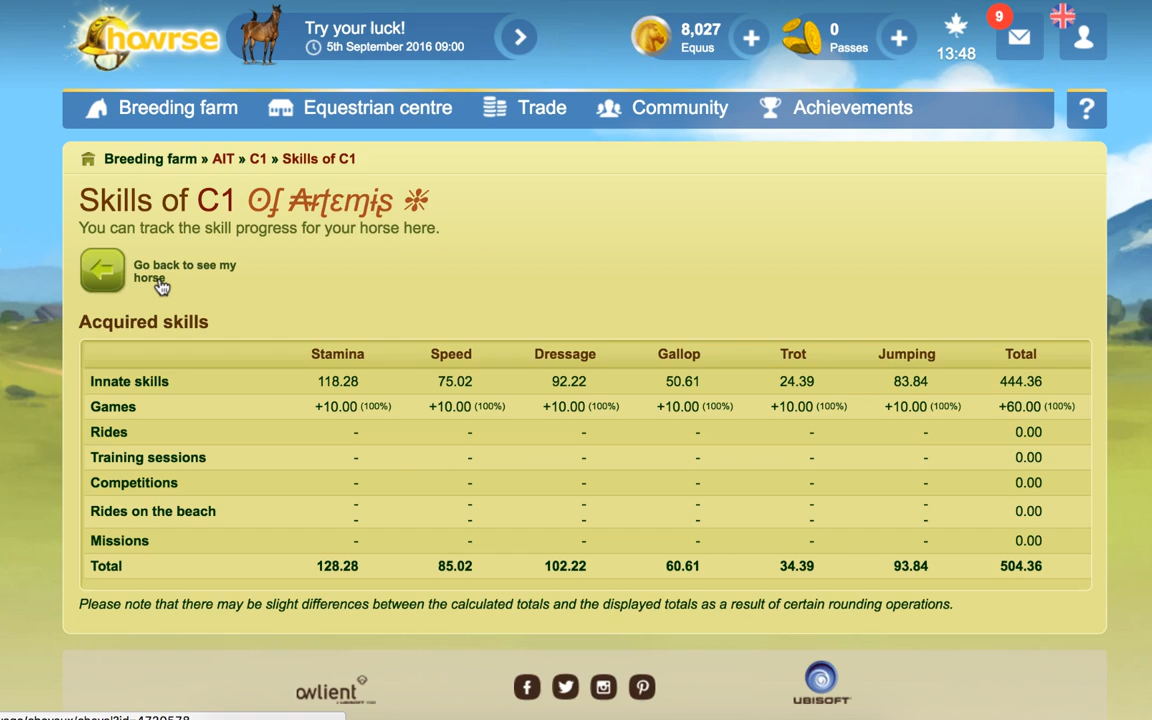 howrse
Try your luck!
5th September 2016 09:00
8,027
Equus
0
Passes
13:48
9
Breeding farm Equestrian centre Trade Community Achievements ?
Breeding farm » AIT » C1 » Skills of C1
Skills of C1
You can track the skill progress for your horse here.
Go back to see my
horse
Acquired skills
Stamina Speed Dressage Gallop Trot Jumping Total
Innate skills 118.28 75.02 92.22 50.61 24.39 83.84 444.36
Games +10.00 (100%) +10.00 (100%) +10.00 (100%) +10.00 (100%) +10.00 (100%) +10.00 (100%) +60.00 (100%)
Rides - - - - - - 0.00
Training sessions - - - - - - 0.00
Competitions - - - - - - 0.00
Rides on the beach - - - - - - 0.00
- - - - - -
Missions - - - - - - 0.00
Total 128.28 85.02 102.22 60.61 34.39 93.84 504.36
Please note that there may be slight differences between the calculated totals and the displayed totals as a result of certain rounding operations.
owlient
UBISOFT